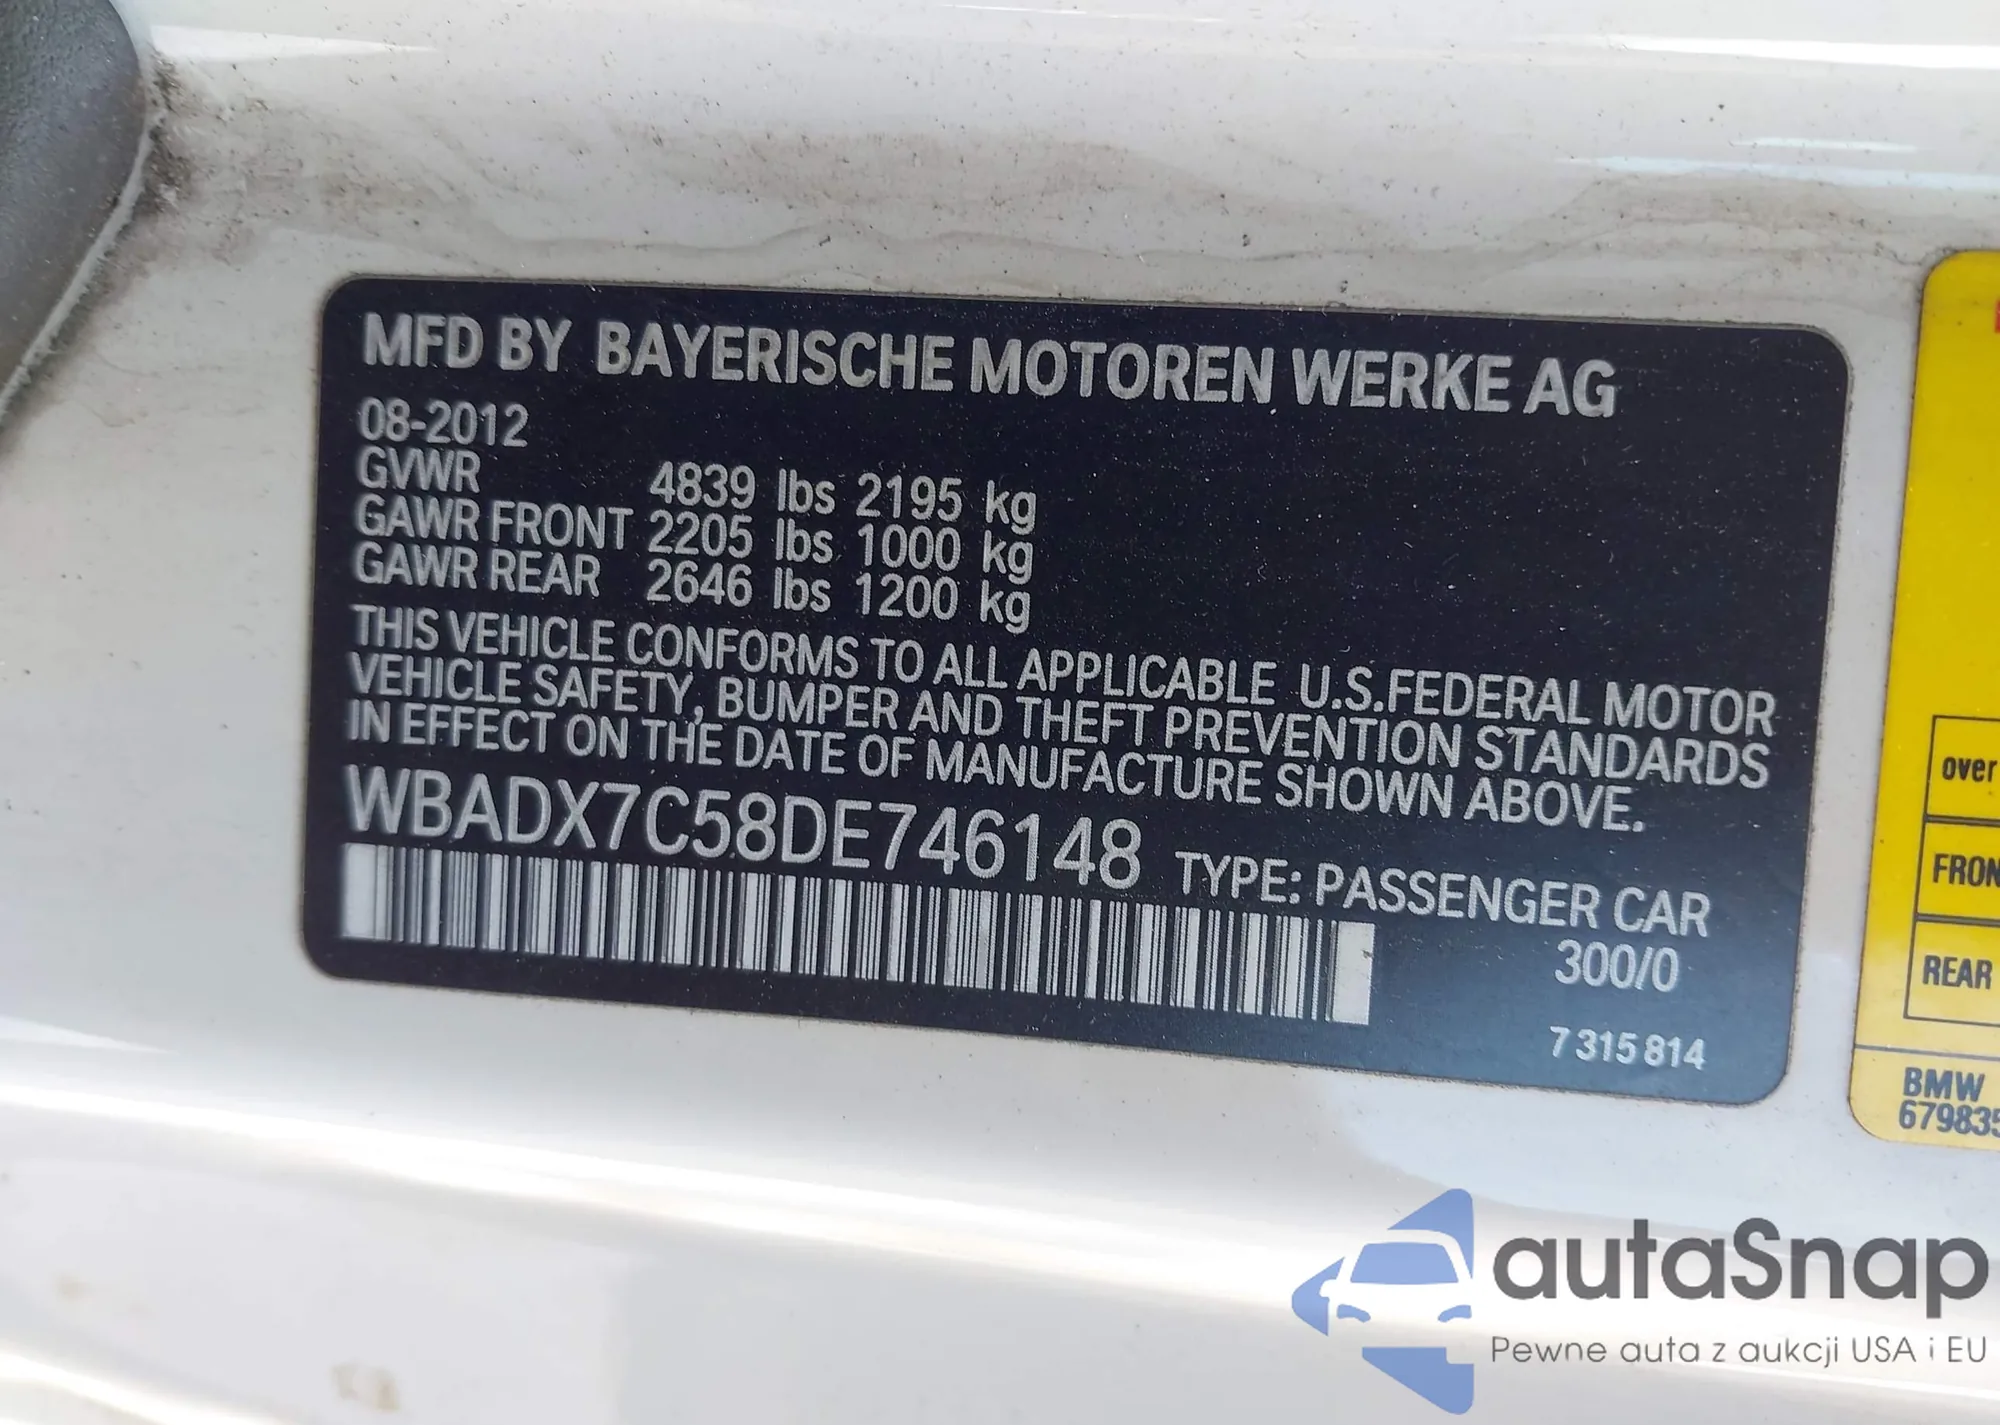 MFD BY BAYERISCHE MOTOREN WERKE AG
08-2012
GVWR 4839 lbs 2195 kg
GAWR FRONT 2205 lbs 1000 kg
GAWR REAR 2646 lbs 1200 kg
THIS VEHICLE CONFORMS TO ALL APPLICABLE U.S.FEDERAL MOTOR
VEHICLE SAFETY, BUMPER AND THEFT PREVENTION STANDARDS
IN EFFECT ON THE DATE OF MANUFACTURE SHOWN ABOVE.
WBADX7C58DE746148 TYPE: PASSENGER CAR
300/0
7 315 814
over
FRON
REAR
BMW
67983
autaSnap
Pewne auta z aukcji USA i EU